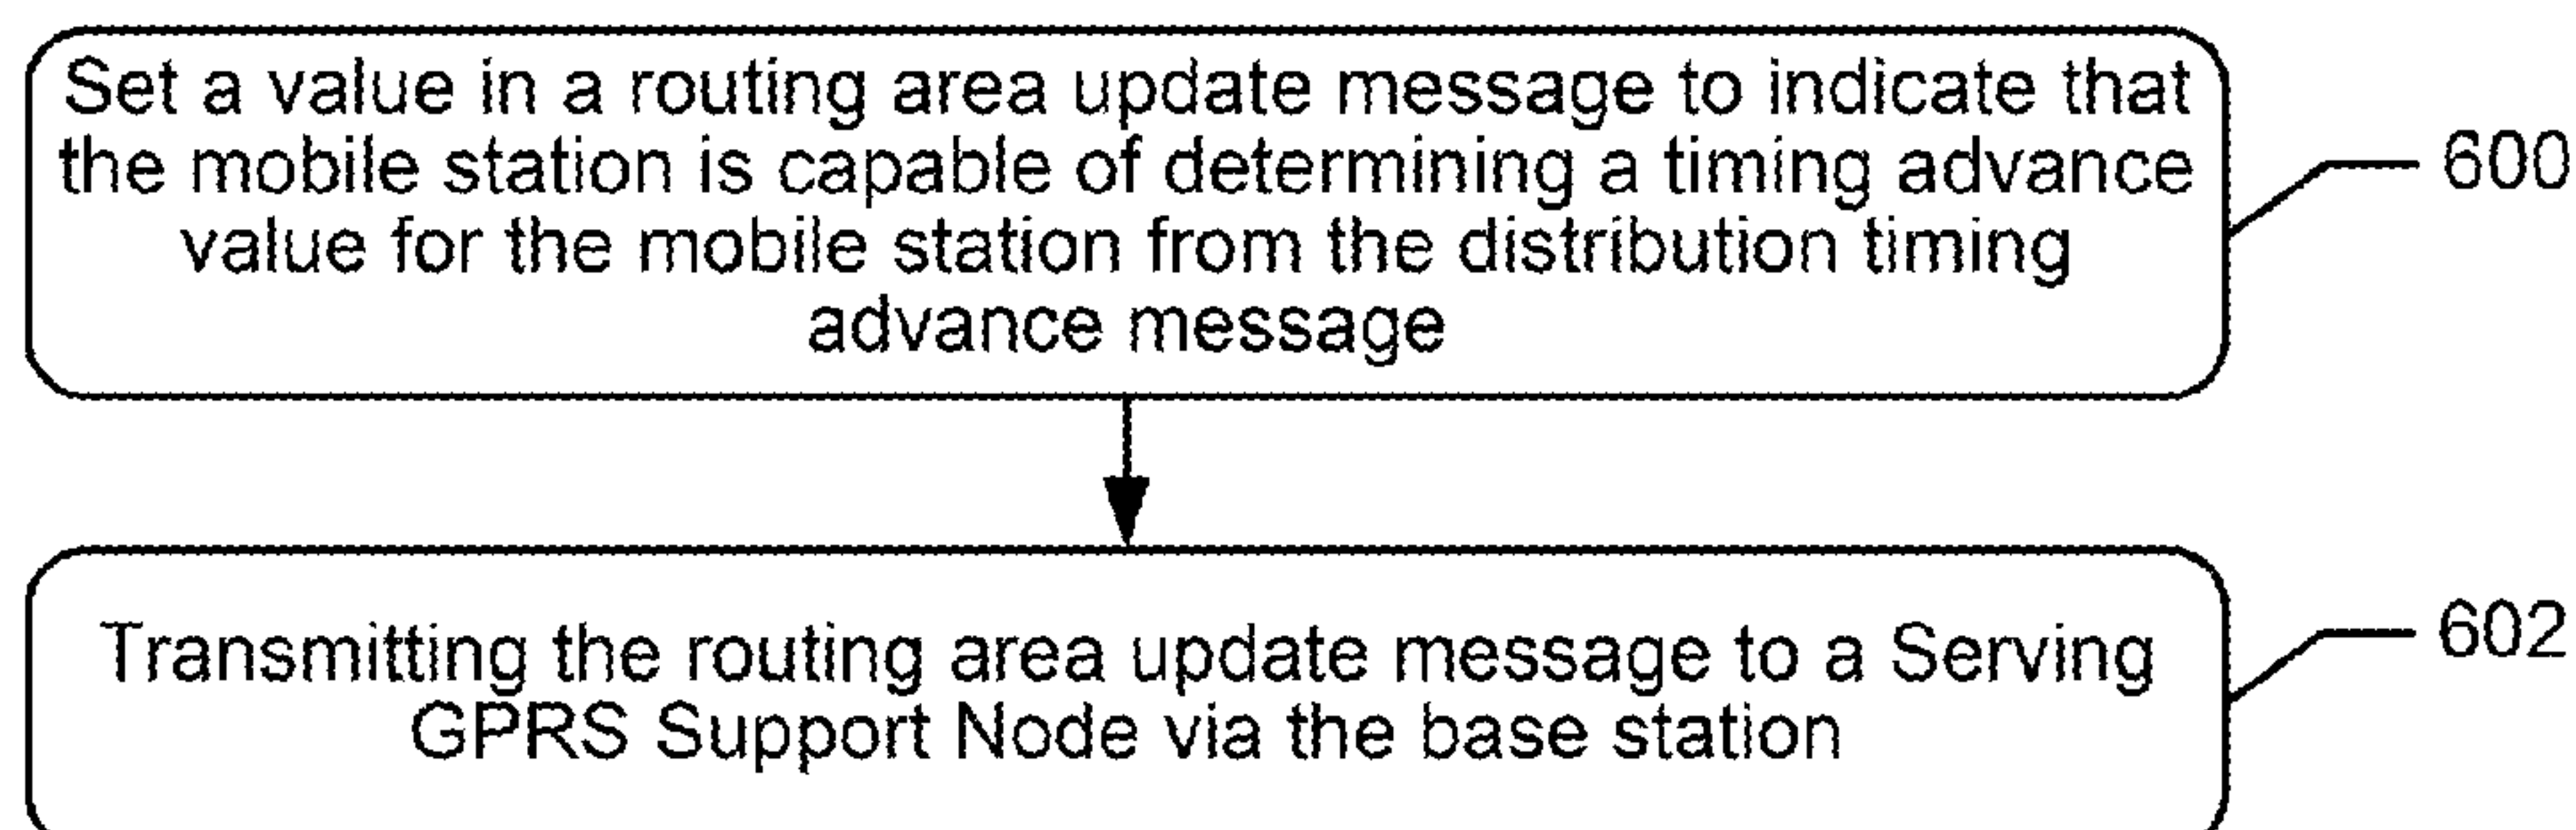 Set a value in a routing area update message to indicate that
the mobile station is capable of determining a timing advance
value for the mobile station from the distribution timing
advance message
600
Transmitting the routing area update message to a Serving
GPRS Support Node via the base station
602